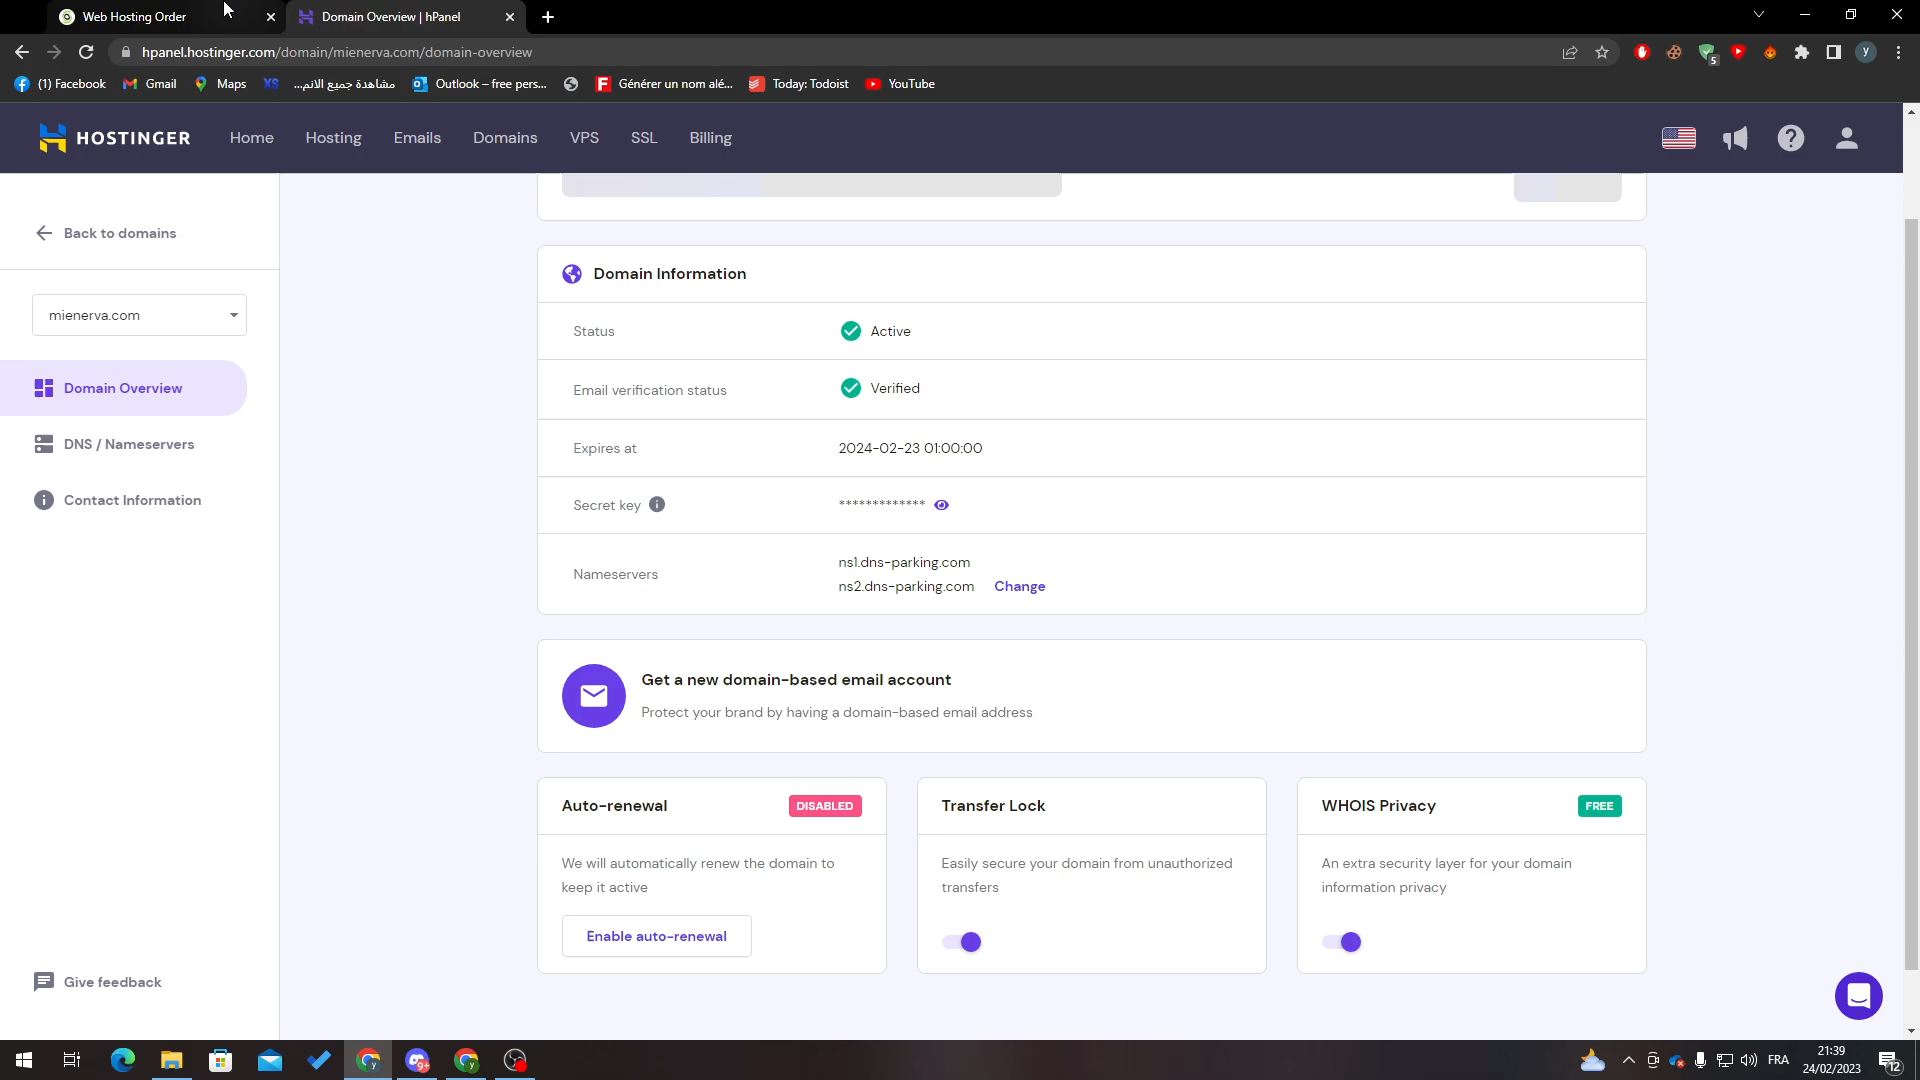 Web Hosting Order
Domain Overview | hPanel
hpanel.hostinger.com/domain/mienerva.com/domain-overview
(1) Facebook
Gmail
Maps
XS
مشاهدة جميع الانم...
Outlook – free pers...
Générer un nom alé...
Today: Todoist
YouTube
HOSTINGER
Home
Hosting
Emails
Domains
VPS
SSL
Billing
Back to domains
mienerva.com
Domain Overview
DNS / Nameservers
Contact Information
Give feedback
Domain Information
Status
Active
Email verification status
Verified
Expires at
2024-02-23 01:00:00
Secret key
*************
Nameservers
ns1.dns-parking.com
ns2.dns-parking.com
Change
Get a new domain-based email account
Protect your brand by having a domain-based email address
Auto-renewal
DISABLED
We will automatically renew the domain to
keep it active
Enable auto-renewal
Transfer Lock
Easily secure your domain from unauthorized
transfers
WHOIS Privacy
FREE
An extra security layer for your domain
information privacy
FRA
21:39
24/02/2023
12